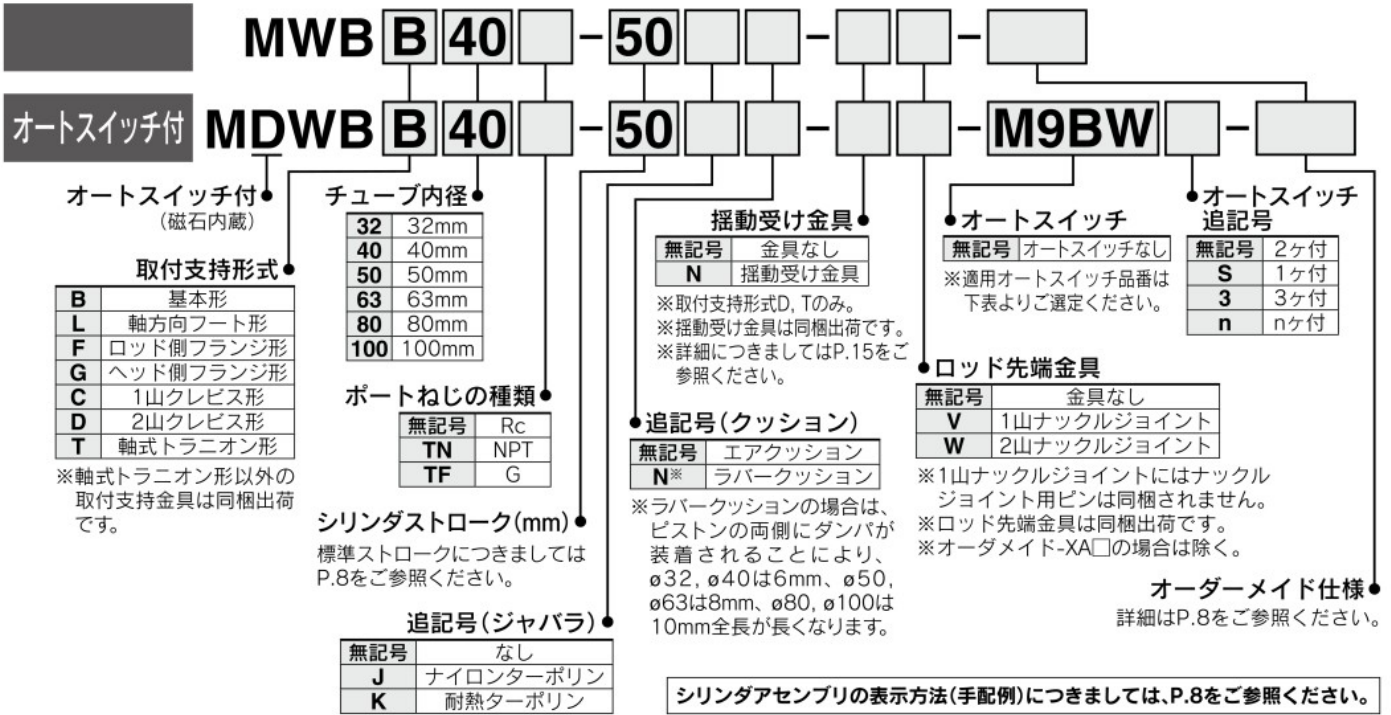 MWB B 40 - 50 - -
オートスイッチ付 MDWB B 40 - 50 - - M9BW -
オートスイッチ付
(磁石内蔵)
取付支持形式
B 基本形
L 軸方向フート形
F ロッド側フランジ形
G ヘッド側フランジ形
C 1山クレビス形
D 2山クレビス形
T 軸式トラニオン形
※軸式トラニオン形以外の
取付支持金具は同梱出荷
です。
チューブ内径
32 32mm
40 40mm
50 50mm
63 63mm
80 80mm
100 100mm
ポートねじの種類
無記号 Rc
TN NPT
TF G
シリンダストローク(mm)
標準ストロークにつきましては
P.8をご参照ください。
追記号(ジャバラ)
無記号 なし
J ナイロンターポリン
K 耐熱ターポリン
揺動受け金具
無記号 金具なし
N 揺動受け金具
※取付支持形式D, Tのみ。
※揺動受け金具は同梱出荷です。
※詳細につきましてはP.15をご
参照ください。
追記号(クッション)
無記号 エアクッション
N※ ラバークッション
※ラバークッションの場合は、
ピストンの両側にダンパが
装着されることにより、
ø32, ø40は6mm、ø50,
ø63は8mm、ø80, ø100は
10mm全長が長くなります。
オートスイッチ
無記号 オートスイッチなし
※適用オートスイッチ品番は
下表よりご選定ください。
オートスイッチ
追記号
無記号 2ヶ付
S 1ヶ付
3 3ヶ付
n nヶ付
ロッド先端金具
無記号 金具なし
V 1山ナックルジョイント
W 2山ナックルジョイント
※1山ナックルジョイントにはナックル
ジョイント用ピンは同梱されません。
※ロッド先端金具は同梱出荷です。
※オーダメイド-XA□の場合は除く。
オーダーメイド仕様
詳細はP.8をご参照ください。
シリンダアセンブリの表示方法(手配例)につきましては、P.8をご参照ください。